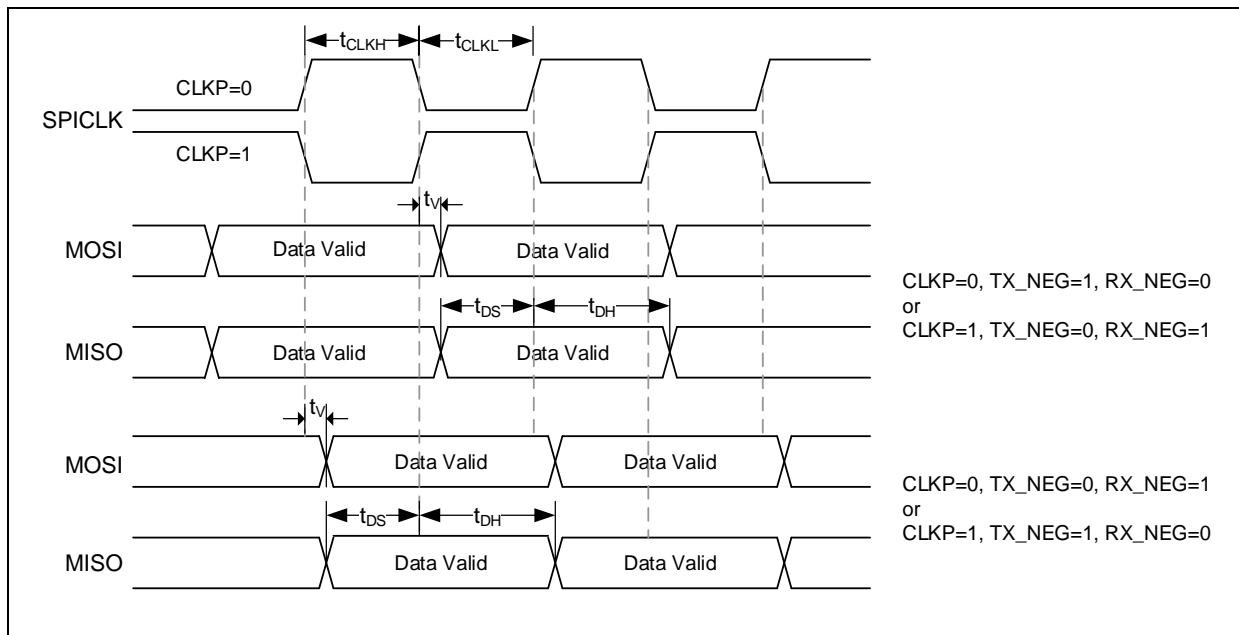 tCLKH tCLKL
CLKP=0
SPICLK
CLKP=1
tV
MOSI Data Valid Data Valid
CLKP=0, TX_NEG=1, RX_NEG=0
or
CLKP=1, TX_NEG=0, RX_NEG=1
tDS tDH
MISO Data Valid Data Valid
tV
MOSI Data Valid Data Valid
CLKP=0, TX_NEG=0, RX_NEG=1
or
CLKP=1, TX_NEG=1, RX_NEG=0
tDS tDH
MISO Data Valid Data Valid